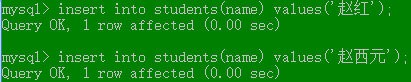 mysql> insert into students(name) values('赵红');
Query OK, 1 row affected (0.00 sec)
mysql> insert into students(name) values('赵西元');
Query OK, 1 row affected (0.00 sec)